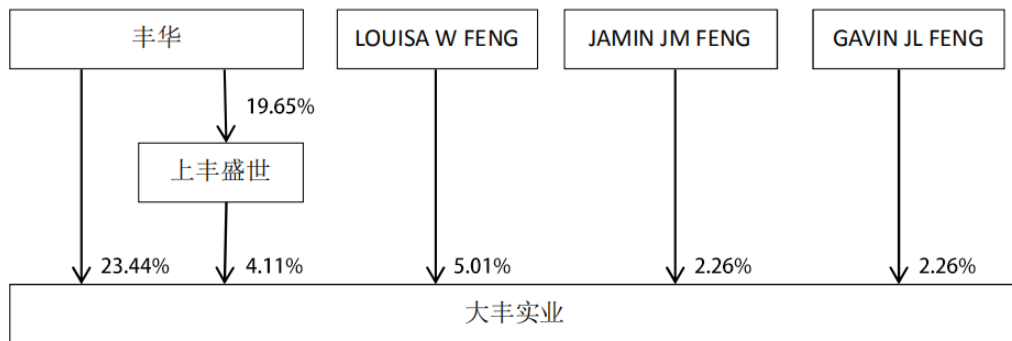 丰华
LOUISA W FENG
JAMIN JM FENG
GAVIN JL FENG
19.65%
上丰盛世
23.44%
4.11%
5.01%
2.26%
2.26%
大丰实业